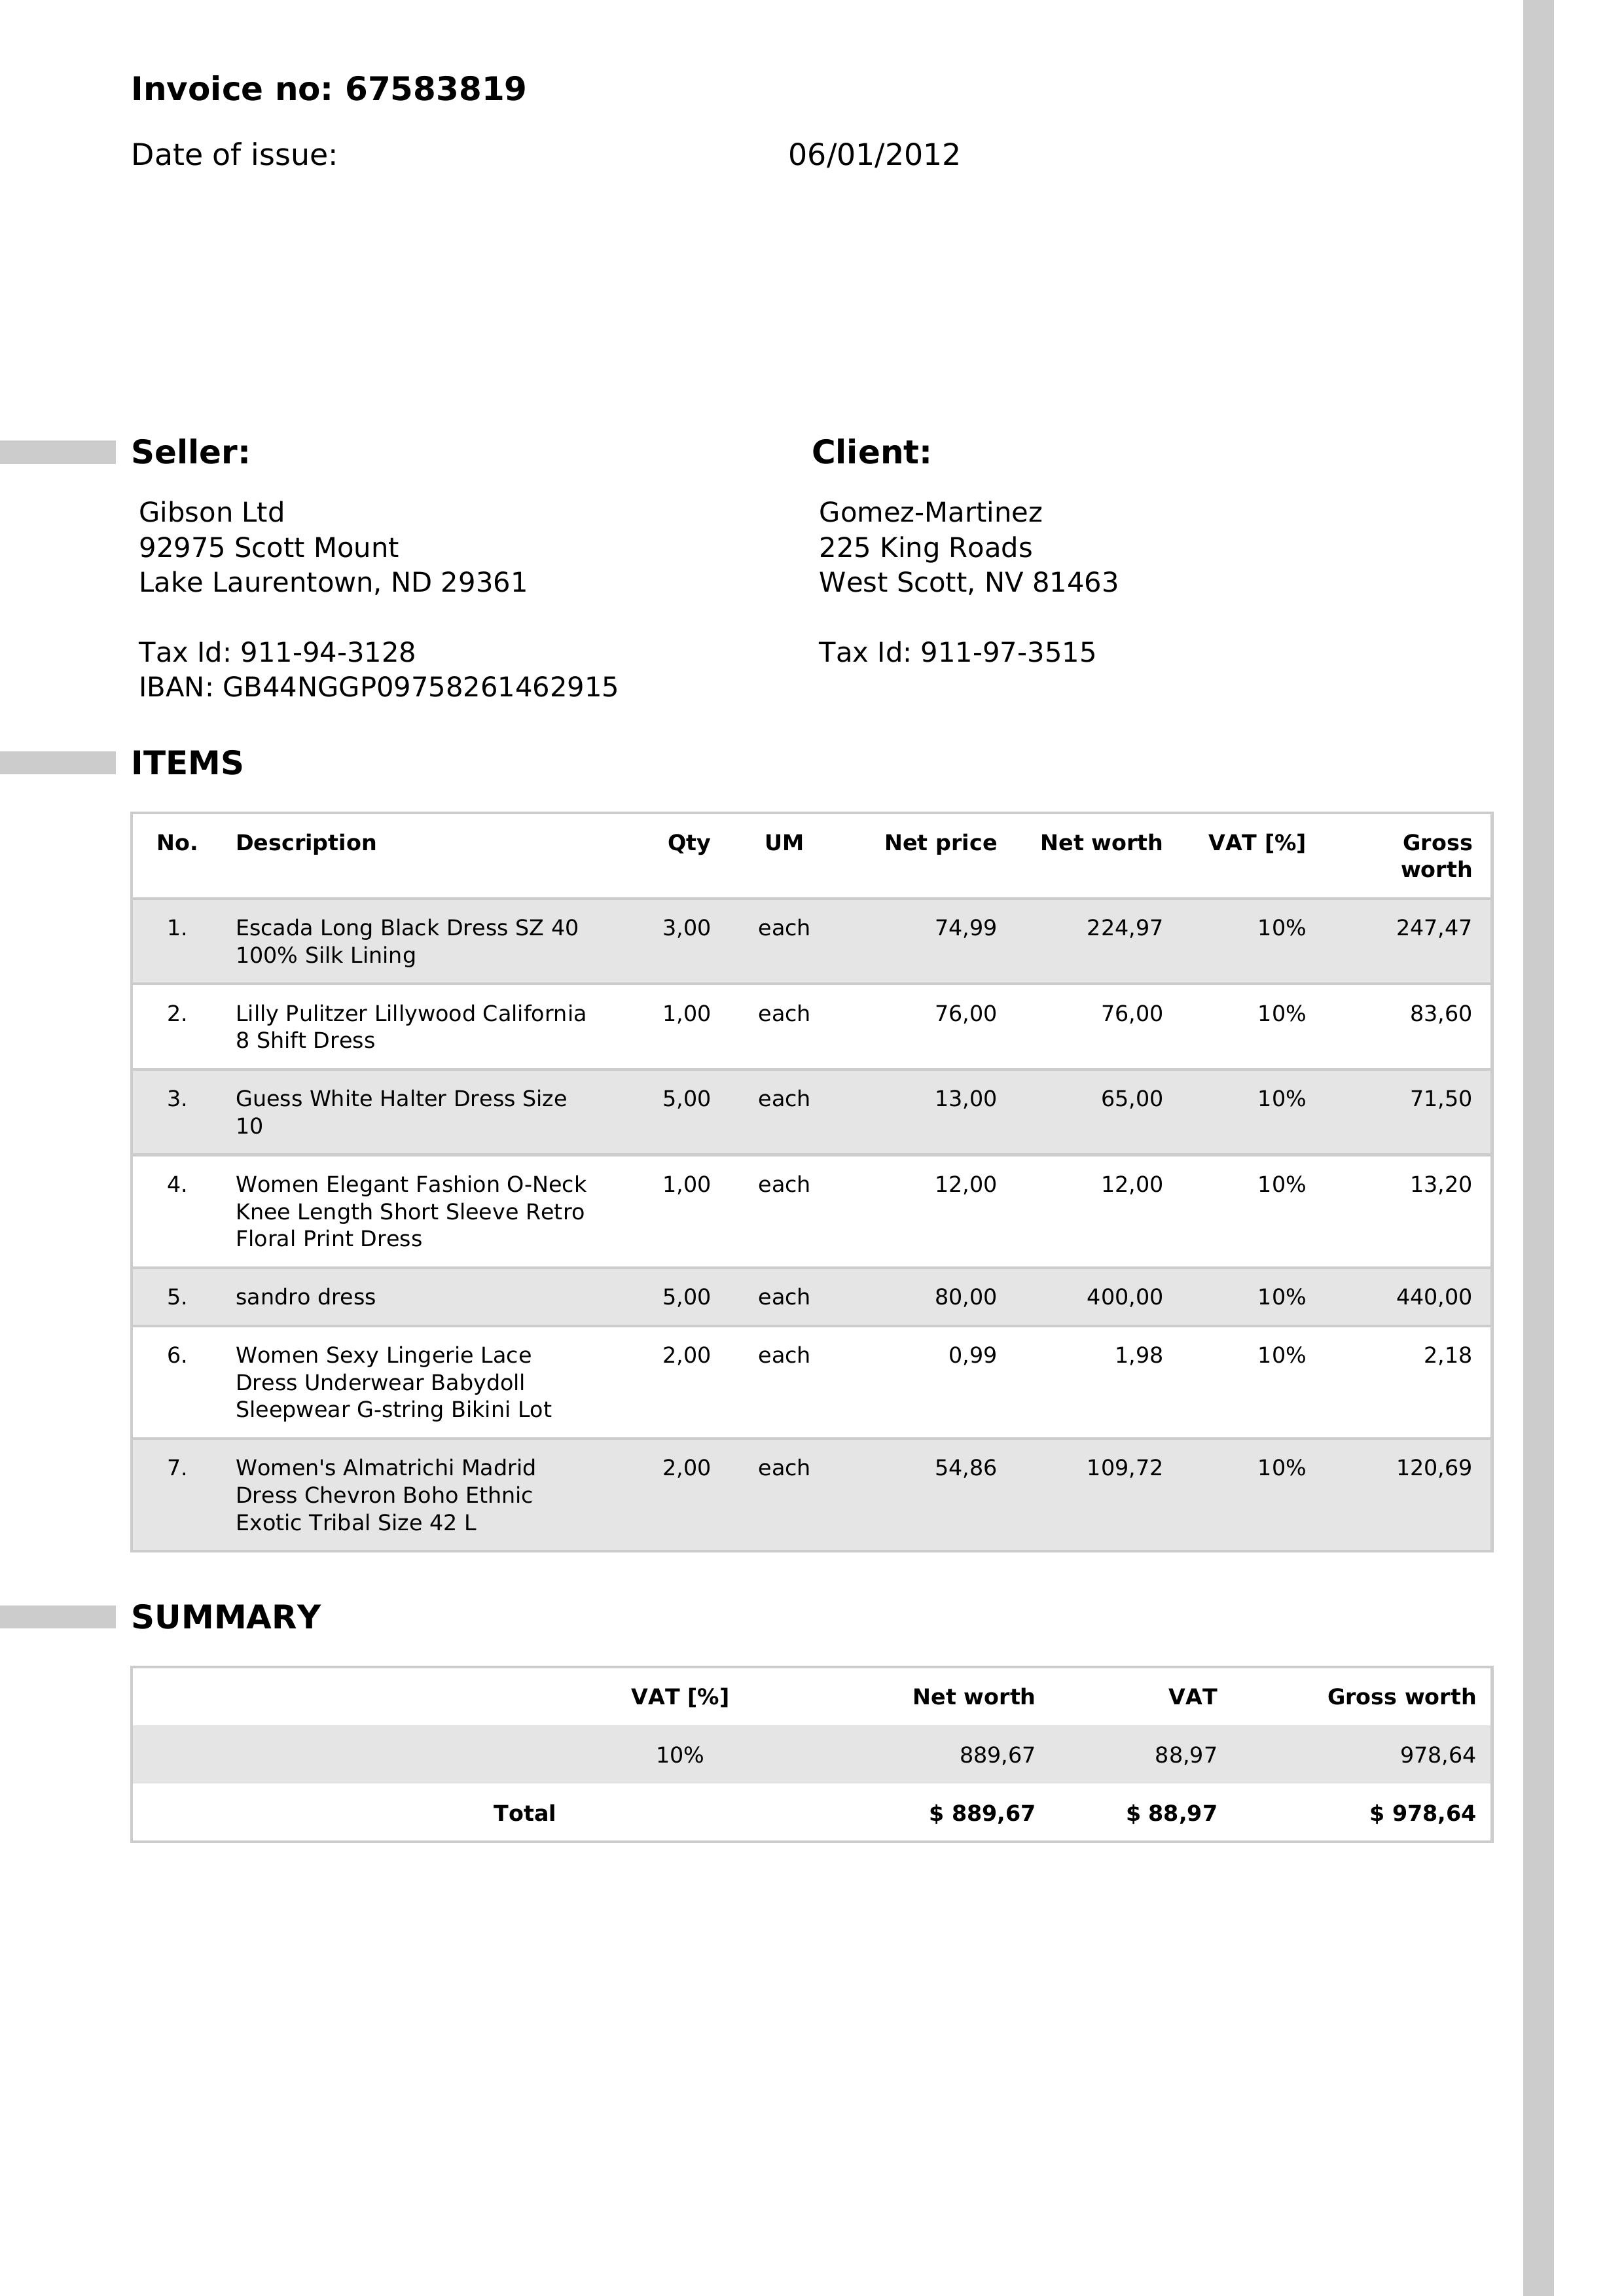 Invoice no: 67583819
Date of issue: 06/01/2012
Seller: Client:
Gibson Ltd Gomez-Martinez
92975 Scott Mount 225 King Roads
Lake Laurentown, ND 29361 West Scott, NV 81463
Tax Id: 911-94-3128 Tax Id: 911-97-3515
IBAN: GB44NGGP09758261462915
ITEMS
No. Description Qty UM Net price Net worth VAT [%] Gross
worth
1. Escada Long Black Dress SZ 40 3,00 each 74,99 224,97 10% 247,47
100% Silk Lining
2. Lilly Pulitzer Lillywood California 1,00 each 76,00 76,00 10% 83,60
8 Shift Dress
3. Guess White Halter Dress Size 5,00 each 13,00 65,00 10% 71,50
10
4. Women Elegant Fashion O-Neck 1,00 each 12,00 12,00 10% 13,20
Knee Length Short Sleeve Retro
Floral Print Dress
5. sandro dress 5,00 each 80,00 400,00 10% 440,00
6. Women Sexy Lingerie Lace 2,00 each 0,99 1,98 10% 2,18
Dress Underwear Babydoll
Sleepwear G-string Bikini Lot
7. Women's Almatrichi Madrid 2,00 each 54,86 109,72 10% 120,69
Dress Chevron Boho Ethnic
Exotic Tribal Size 42 L
SUMMARY
VAT [%] Net worth VAT Gross worth
10% 889,67 88,97 978,64
Total $ 889,67 $ 88,97 $ 978,64